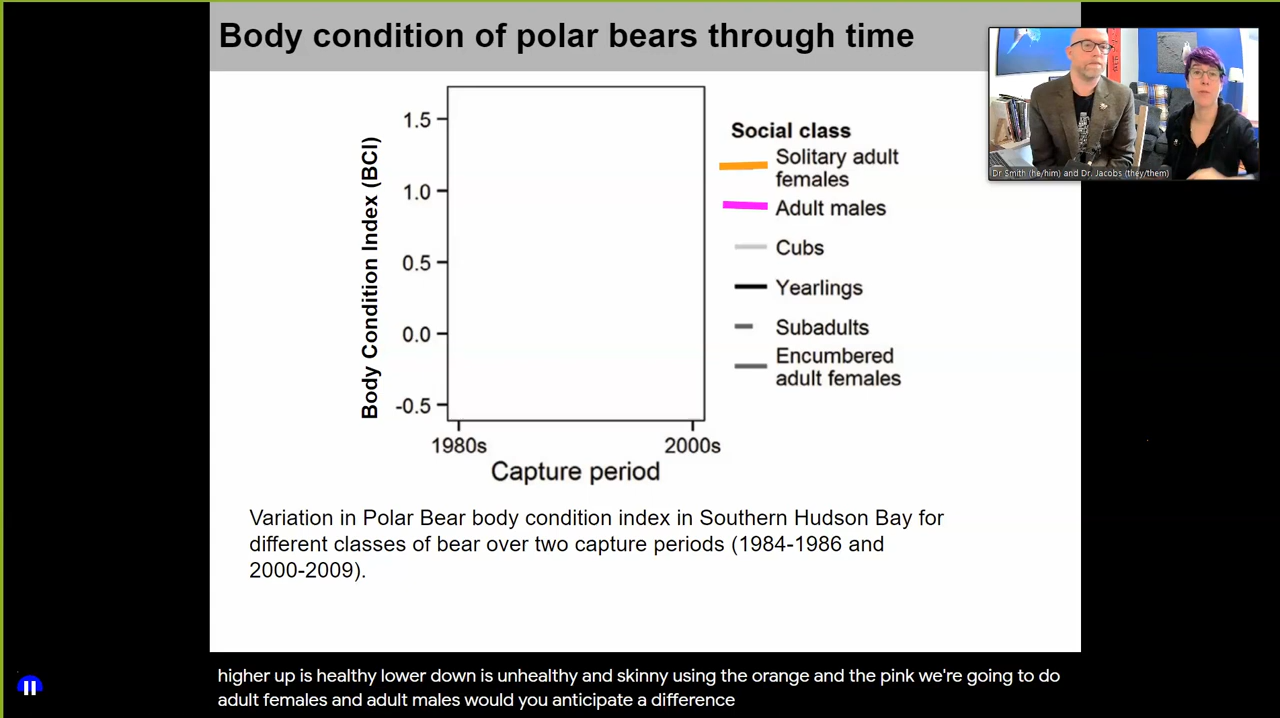 Body condition of polar bears through time
Dr Smith (he/him) and Dr. Jacobs (they/them)
Body Condition Index (BCI)
1.5
1.0
0.5
0.0
-0.5
1980s
2000s
Capture period
Social class
Solitary adult
females
Adult males
Cubs
Yearlings
Subadults
Encumbered
adult females
Variation in Polar Bear body condition index in Southern Hudson Bay for
different classes of bear over two capture periods (1984-1986 and
2000-2009).
higher up is healthy lower down is unhealthy and skinny using the orange and the pink we're going to do
adult females and adult males would you anticipate a difference